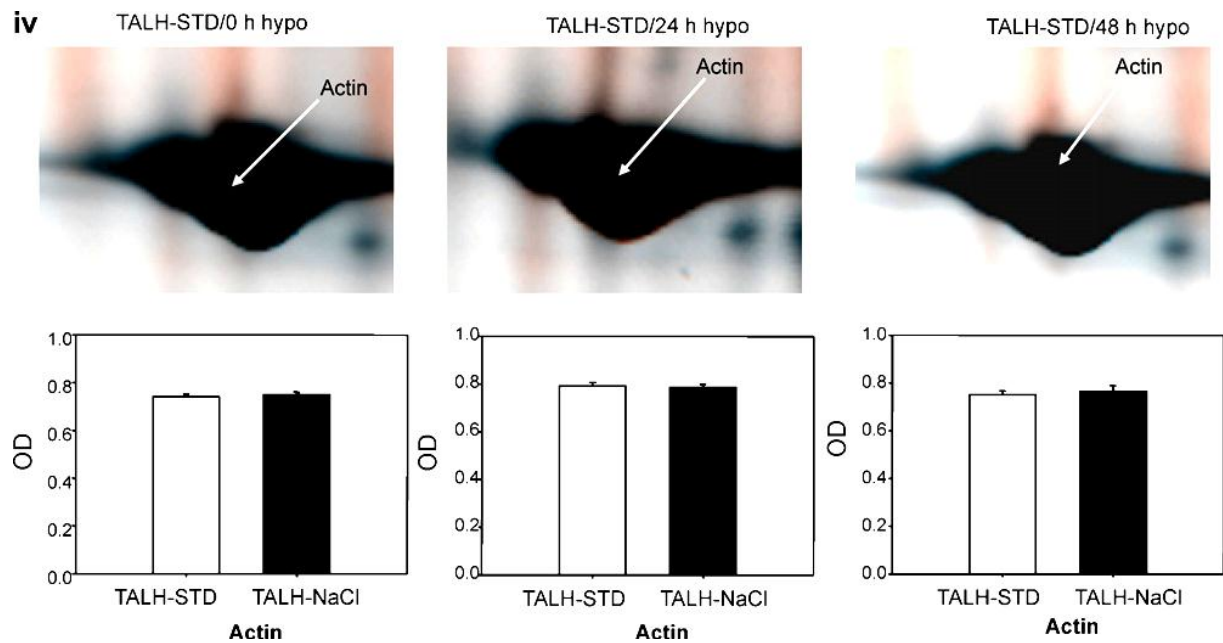 iv
TALH-STD/0 h hypo
TALH-STD/24 h hypo
TALH-STD/48 h hypo
Actin
Actin
Actin
OD
1.0
0.8
0.6
0.4
0.2
0.0
TALH-STD TALH-NaCl
Actin
OD
1.0
0.8
0.6
0.4
0.2
0.0
TALH-STD TALH-NaCl
Actin
OD
1.0
0.8
0.6
0.4
0.2
0.0
TALH-STD TALH-NaCl
Actin